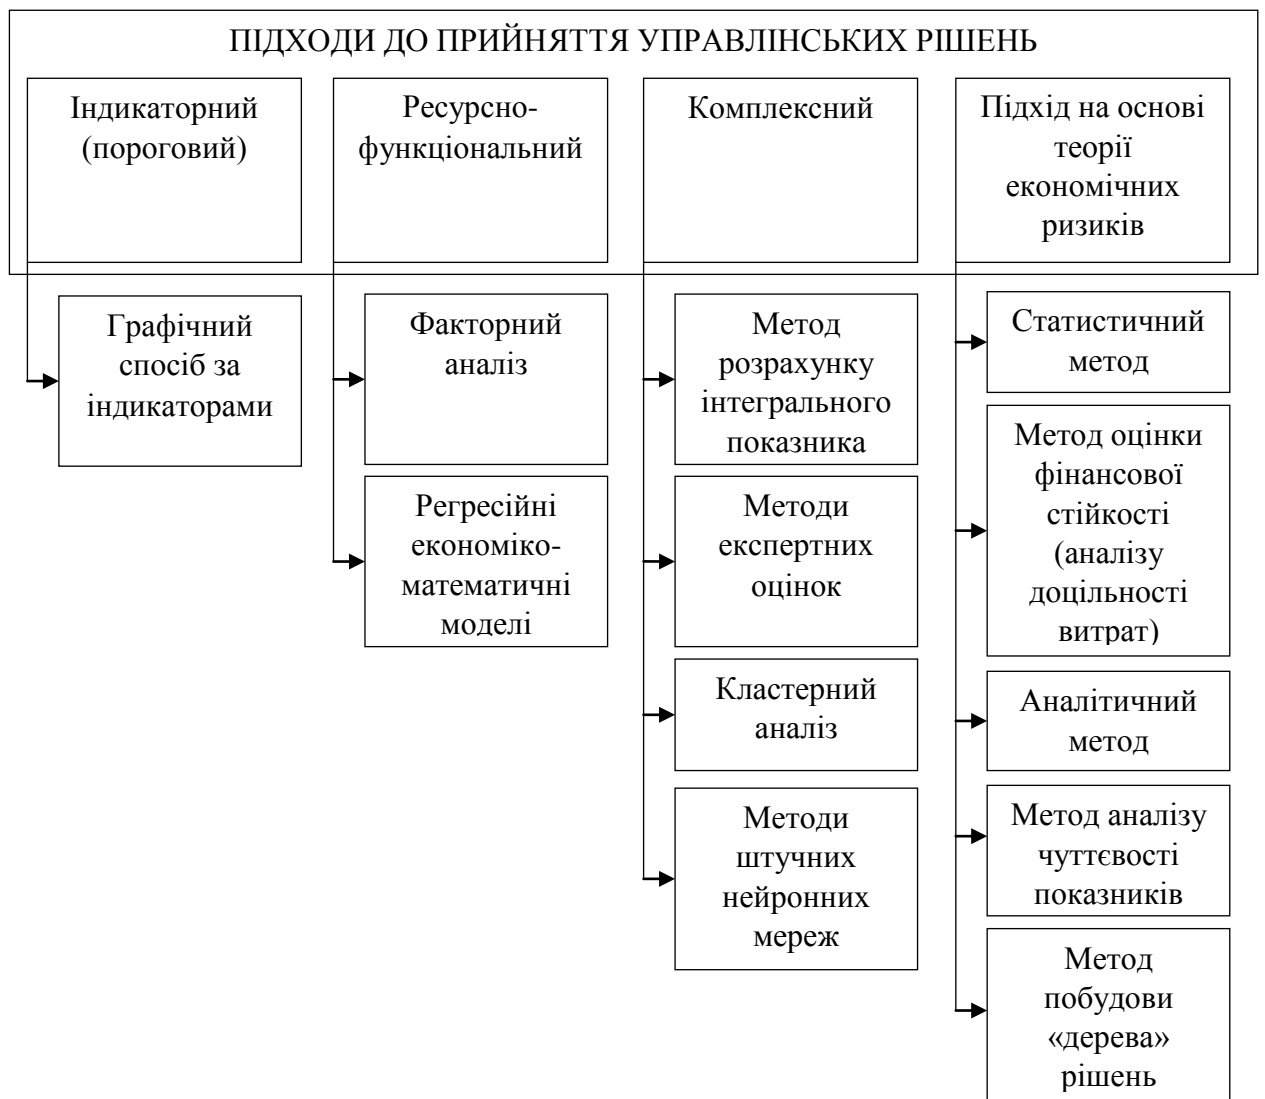 ПІДХОДИ ДО ПРИЙНЯТТЯ УПРАВЛІНСЬКИХ РІШЕНЬ
Індикаторний
(пороговий)
Ресурсно-
функціональний
Комплексний
Підхід на основі
теорії
економічних
ризиків
Графічний
спосіб за
індикаторами
Факторний
аналіз
Регресійні
економіко-
математичні
моделі
Метод
розрахунку
інтегрального
показника
Методи
експертних
оцінок
Кластерний
аналіз
Методи
штучних
нейронних
мереж
Статистичний
метод
Метод оцінки
фінансової
стійкості
(аналізу
доцільності
витрат)
Аналітичний
метод
Метод аналізу
чуттєвості
показників
Метод
побудови
«дерева»
рішень